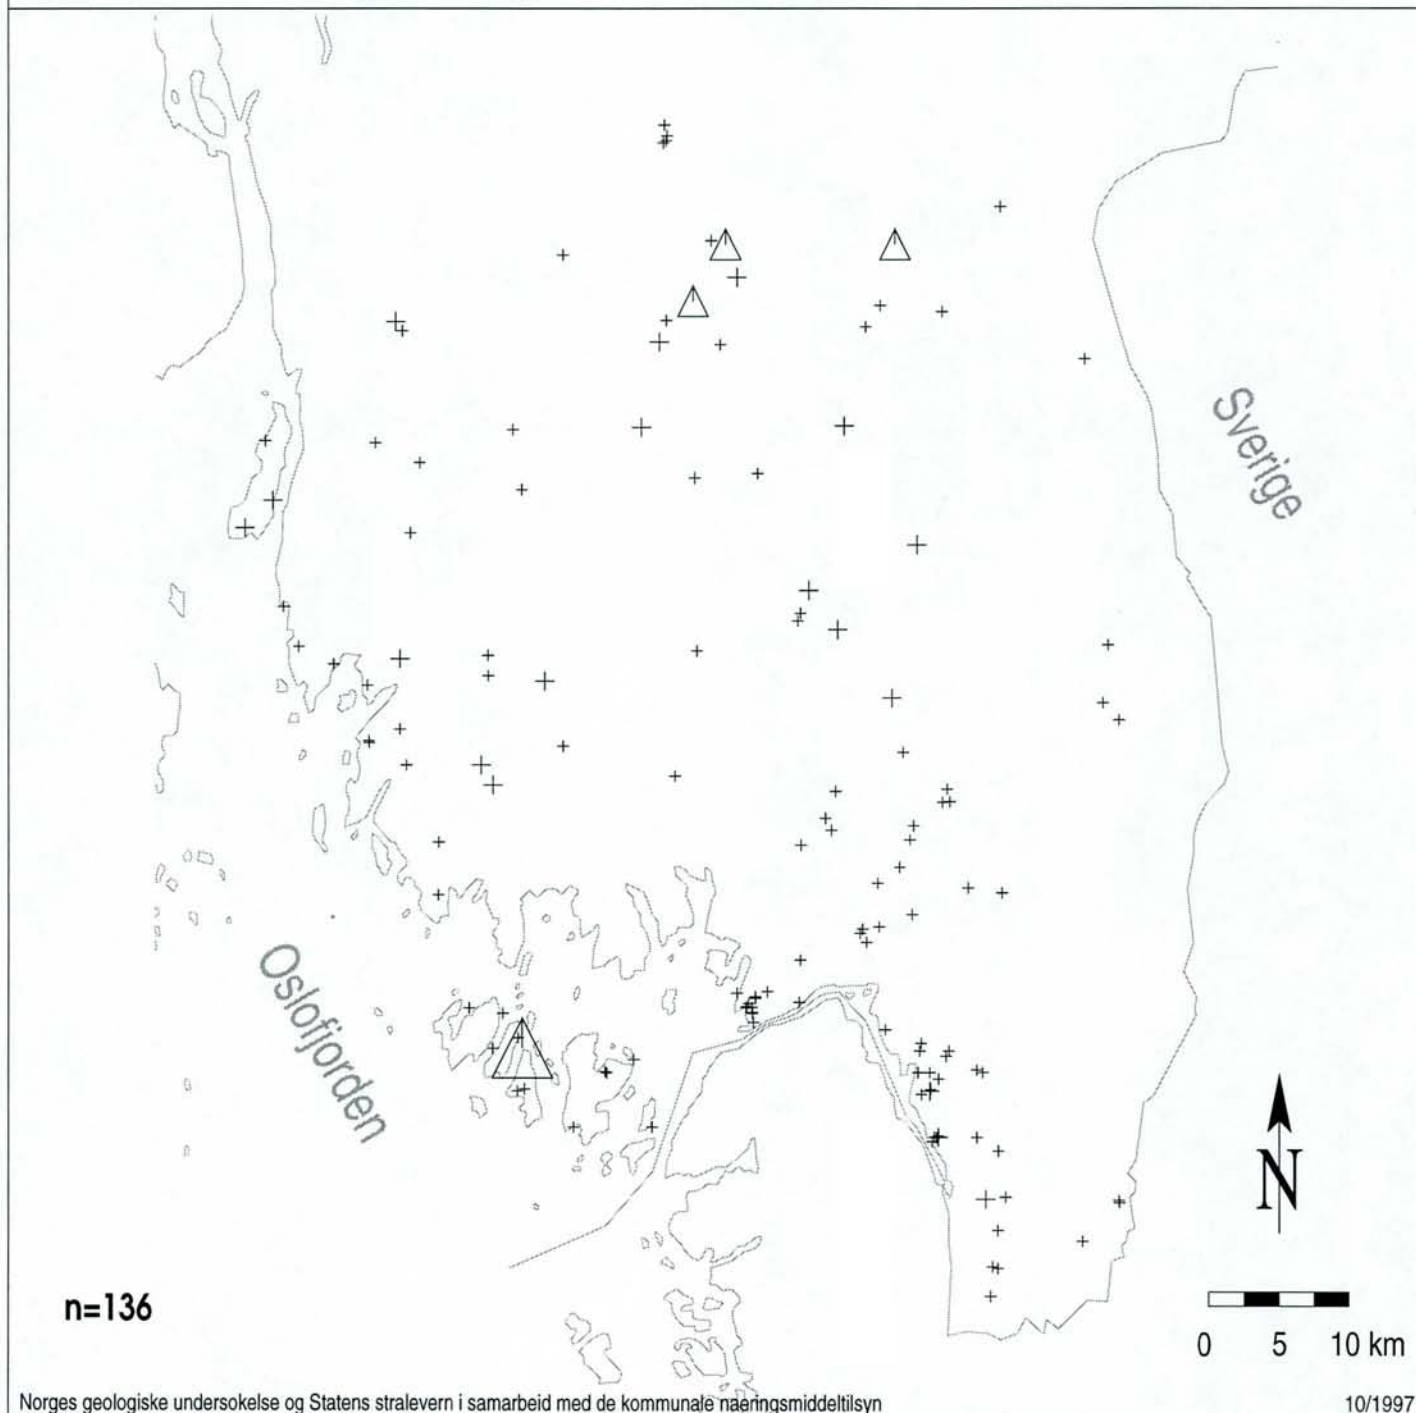 Sverige
Oslofjorden
N
n=136
0 5 10 km
Norges geologiske undersokelse og Statens stralevern i samarbeid med de kommunale næringsmiddeltilsyn 10/1997